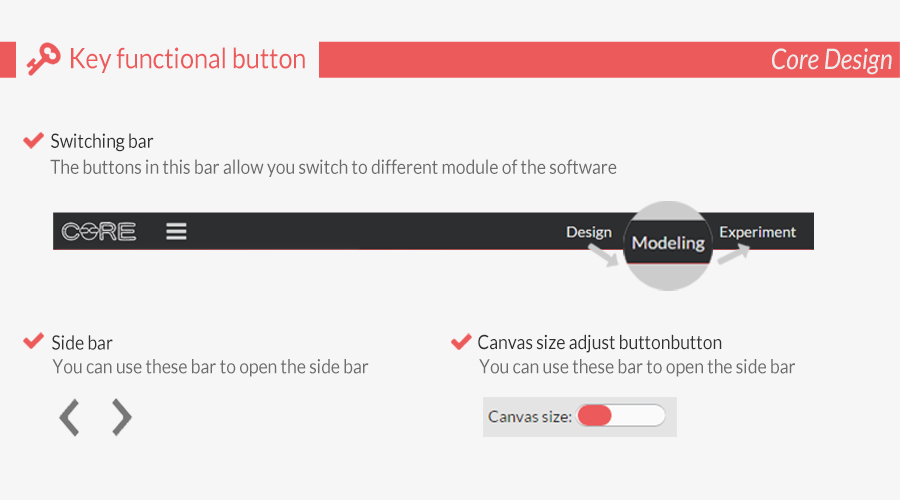 Key functional button
Core Design
Switching bar
The buttons in this bar allow you switch to different module of the software
CORE
Design
Modeling
Experiment
Side bar
You can use these bar to open the side bar
Canvas size adjust buttonbutton
You can use these bar to open the side bar
Canvas size: